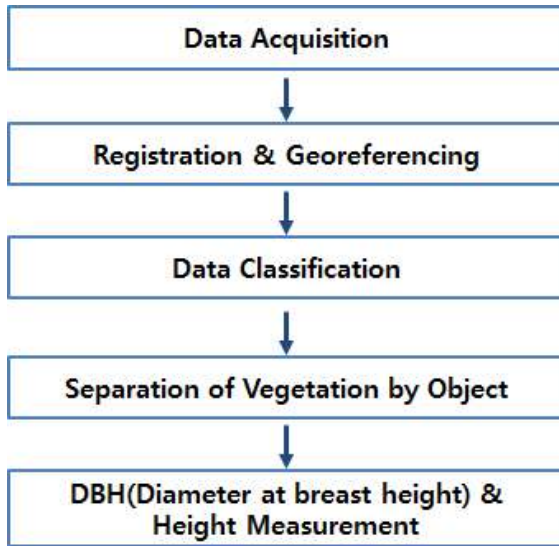 Data Acquisition
Registration & Georeferencing
Data Classification
Separation of Vegetation by Object
DBH(Diameter at breast height) &
Height Measurement